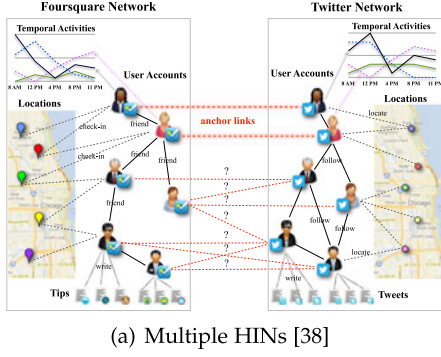 Foursquare Network
Twitter Network
Temporal Activities
Temporal Activities
8 AM 12 PM 4 PM 8 PM 11 PM
8 AM 12 PM 4 PM 8 PM 11 PM
User Accounts
User Accounts
Locations
Locations
anchor links
check-in
check-in
friend
friend
friend
friend
locate
follow
follow
follow
locate
?
?
?
?
?
?
write
write
Tips
Tweets
(a) Multiple HINs [38]